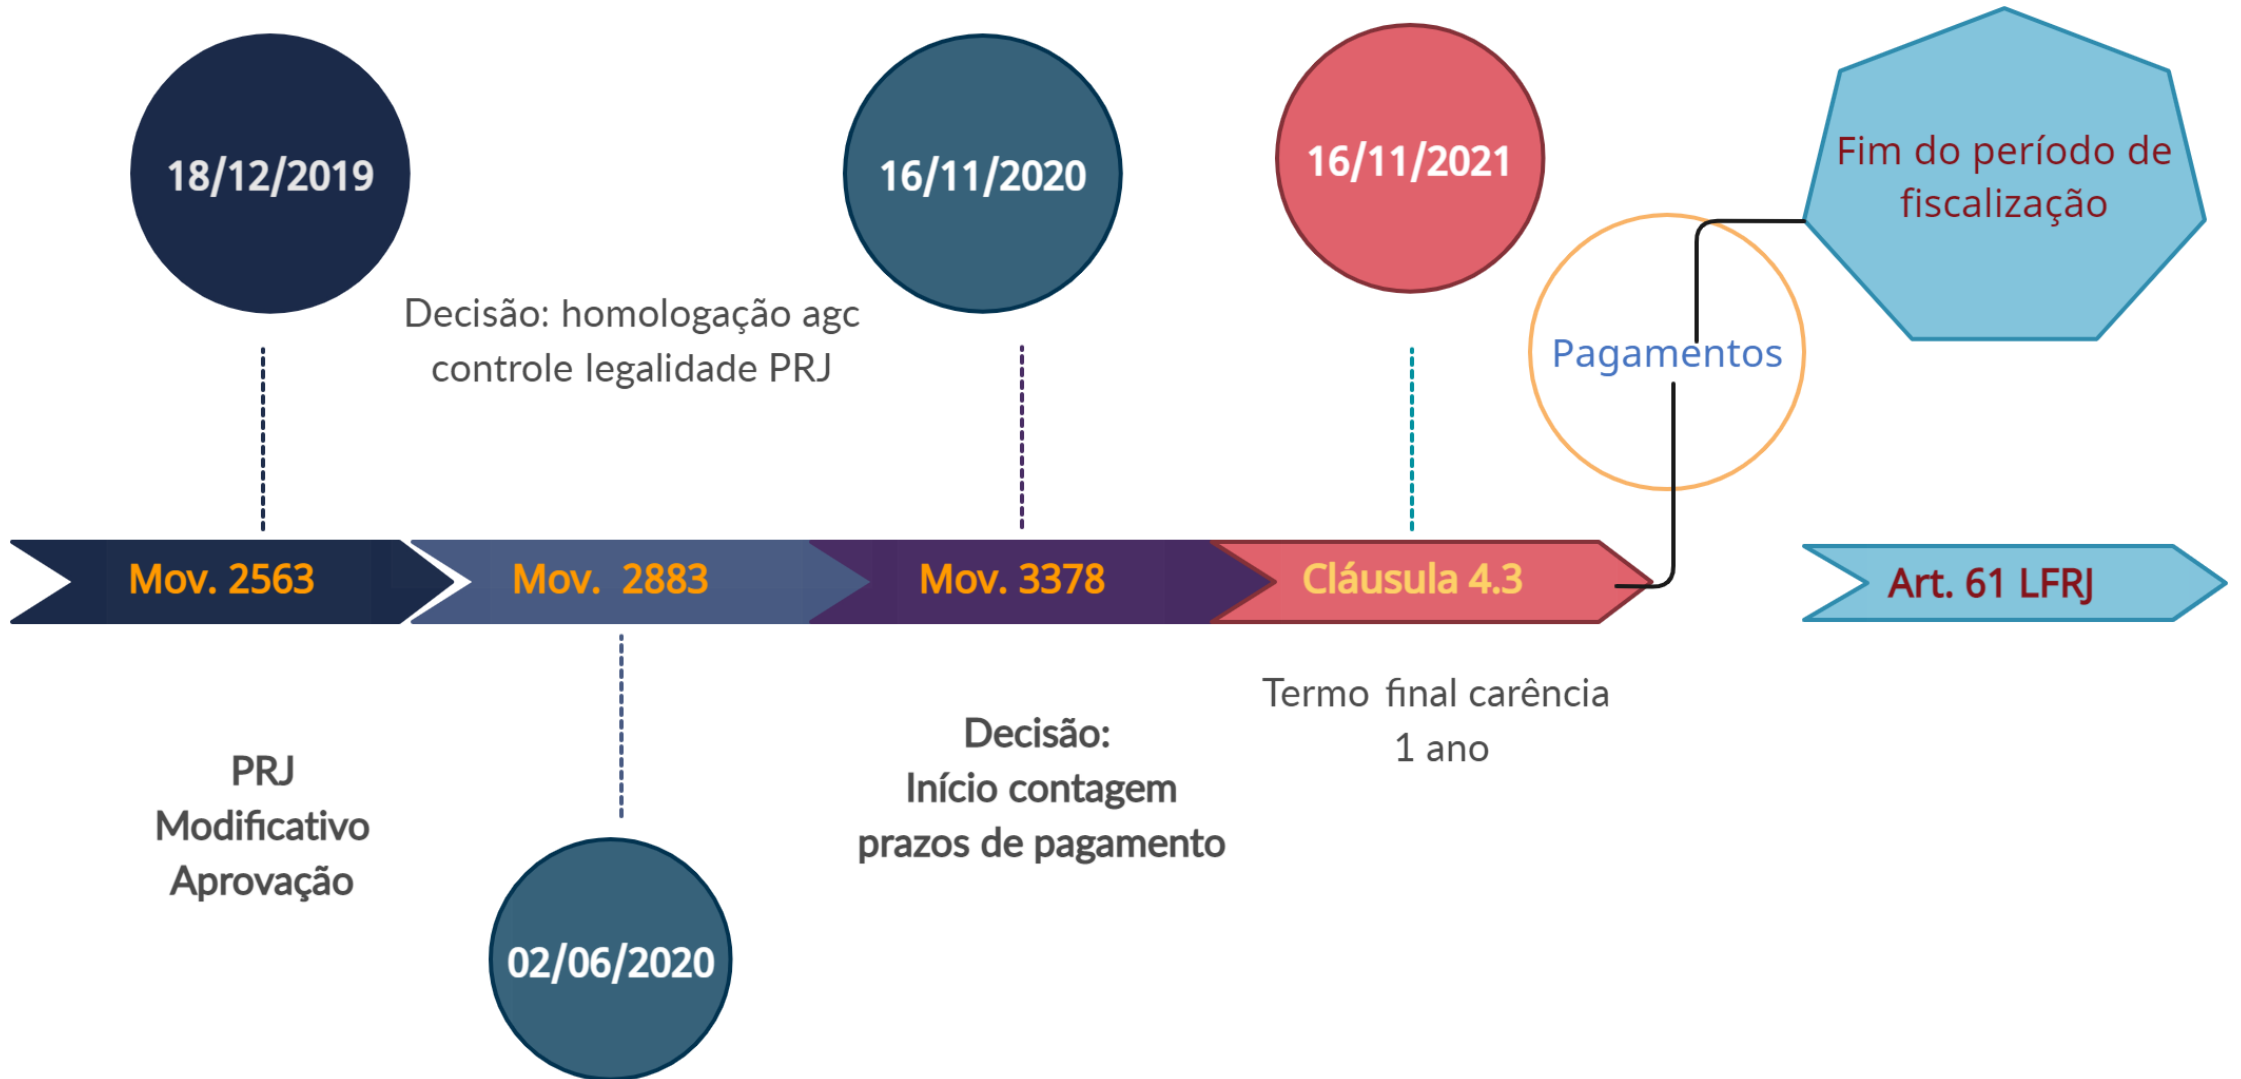 18/12/2019
16/11/2020
16/11/2021
Fim do período de
fiscalização
Decisão: homologação agc
controle legalidade PRJ
Pagamentos
Mov. 2563
Mov. 2883
Mov. 3378
Cláusula 4.3
Art. 61 LFRJ
PRJ
Modificativo
Aprovação
Decisão:
Início contagem
prazos de pagamento
Termo final carência
1 ano
02/06/2020